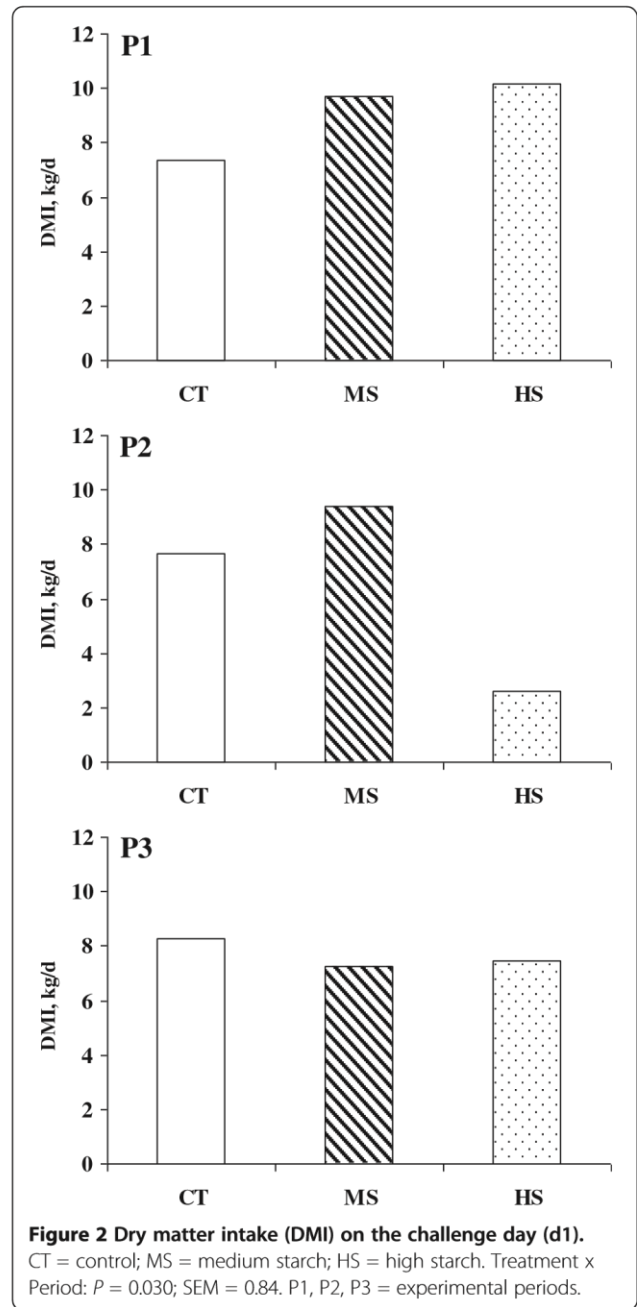 P1
12
10
8
6
4
2
0
DMI, kg/d
CT MS HS
P2
12
10
8
6
4
2
0
DMI, kg/d
CT MS HS
P3
12
10
8
6
4
2
0
DMI, kg/d
CT MS HS
Figure 2 Dry matter intake (DMI) on the challenge day (d1).
CT = control; MS = medium starch; HS = high starch. Treatment x
Period: P = 0.030; SEM = 0.84. P1, P2, P3 = experimental periods.